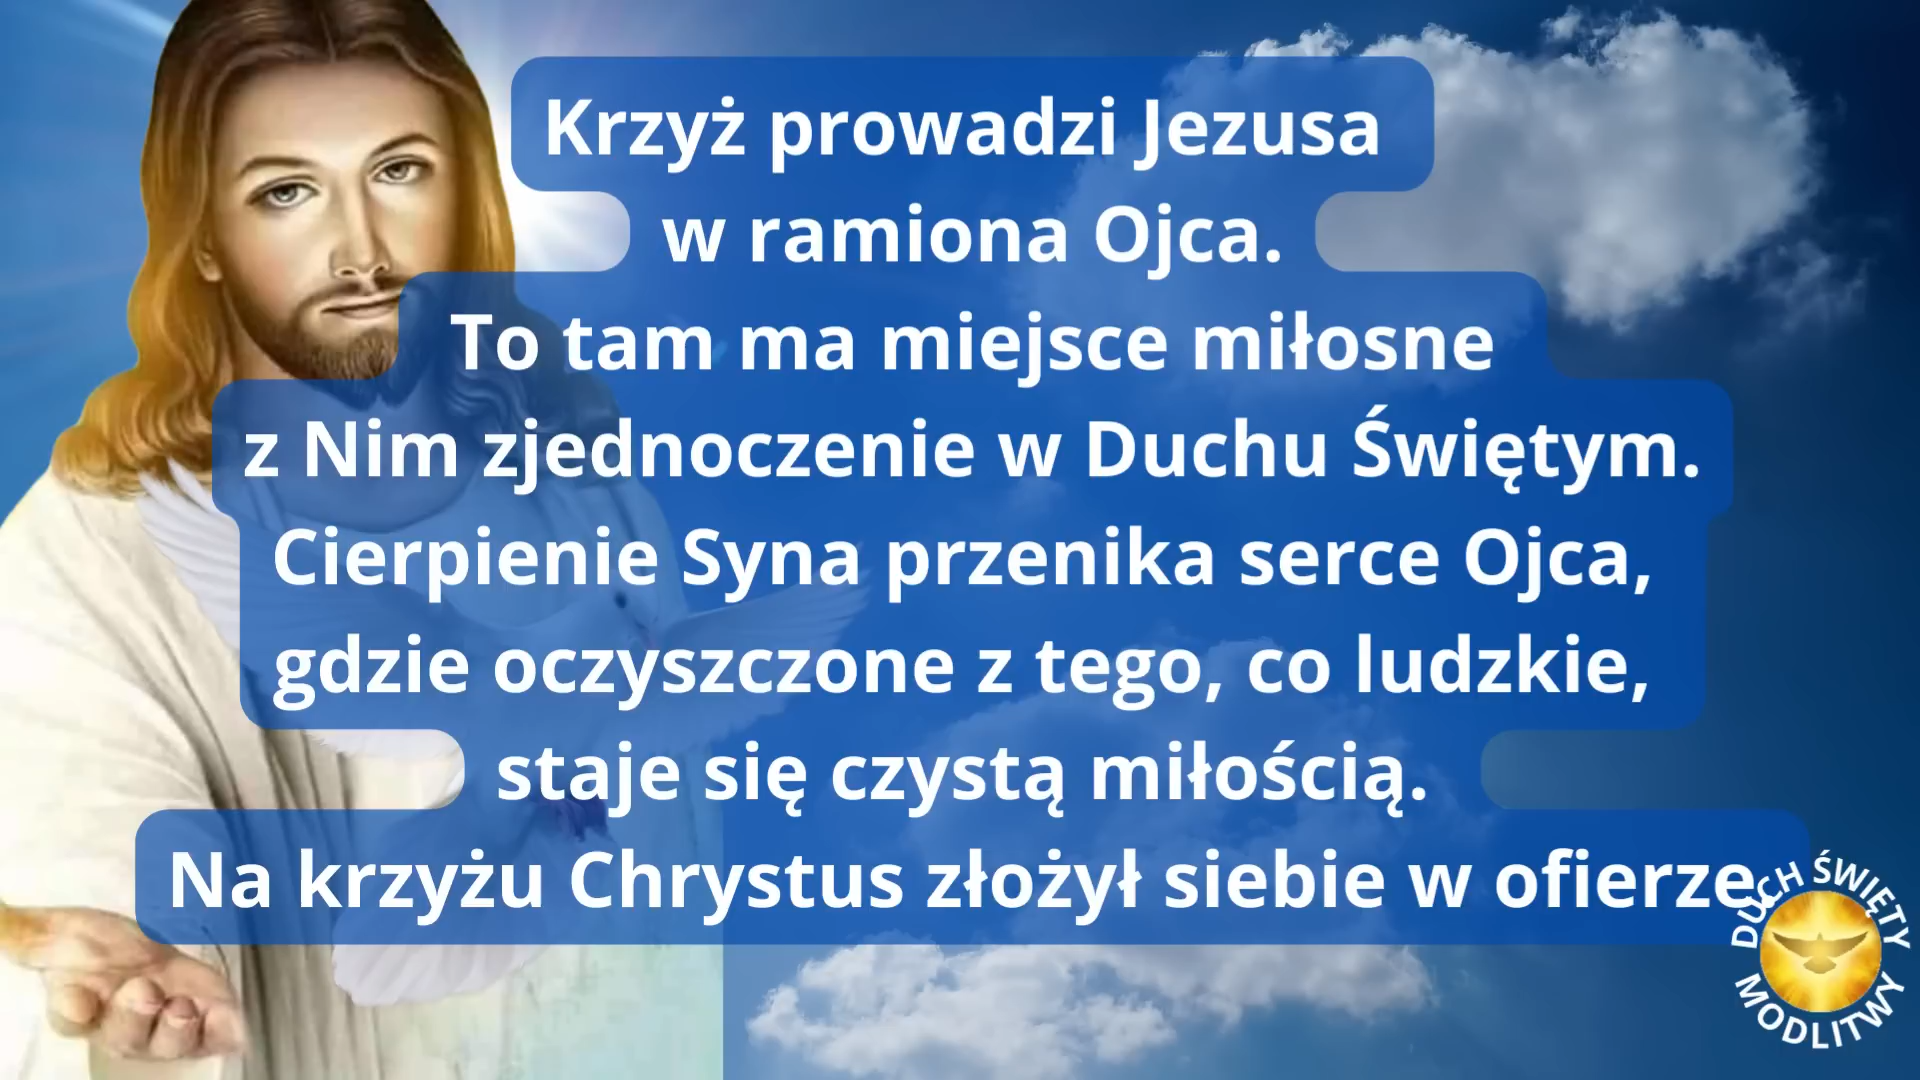 Krzyż prowadzi Jezusa
w ramiona Ojca.
To tam ma miejsce miłosne
z Nim zjednoczenie w Duchu Świętym.
Cierpienie Syna przenika serce Ojca,
gdzie oczyszczone z tego, co ludzkie,
staje się czystą miłością.
Na krzyżu Chrystus złożył siebie w ofierze
DUCH ŚWIĘTY
MODLITWY